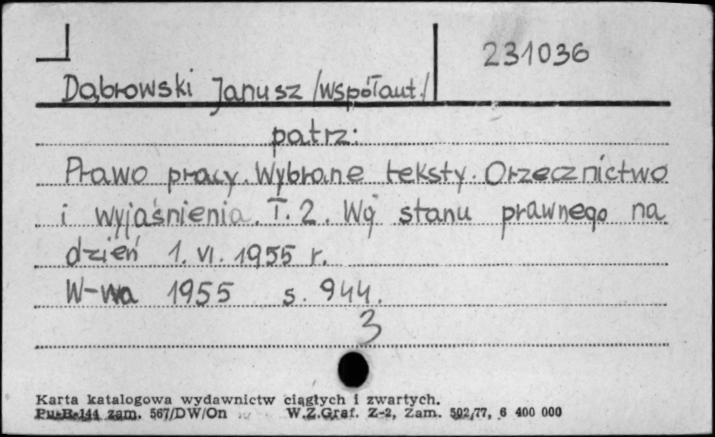 231036
Dąbrowski Janusz /współaut./
patrz:
Prawo pracy. Wybrane teksty. Orzecznictwo
i wyjaśnienia. T. 2. Wg stanu prawnego na
dzień 1. VI. 1955 r.
W-wa 1955 s. 944.
3
Karta katalogowa wydawnictw ciągłych i zwartych.
Pu-B-144 zam. 567/DW/On W.Z.Graf. Z-2, Zam. 502/77, 6 400 000